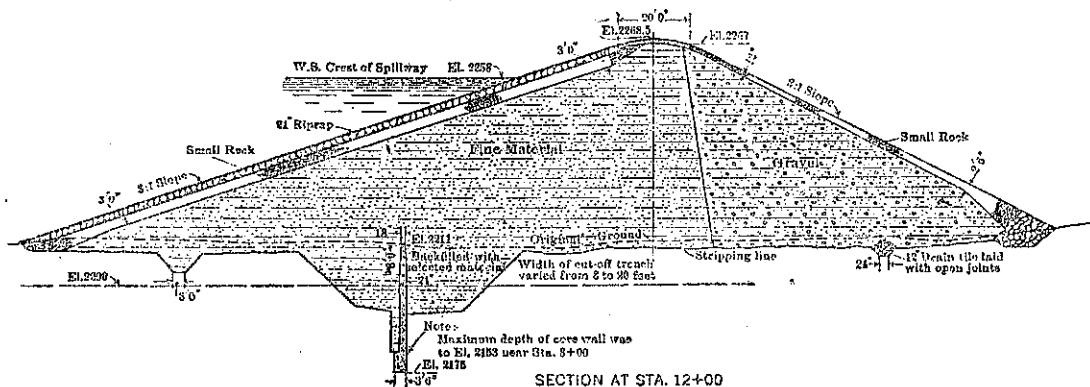 20'0"
El.2268.5
El.2267
3'0"
W.S. Crest of Spillway El. 2258
2:1 Slope
24" Riprap
Small Rock
Small Rock
Fine Material
Gravel
3:1 Slope
3'0"
2'0"
18"
El.2211
Original Ground
Backfilled with
selected material
Stripping line
Width of cut-off trench
varied from 8 to 20 feet
12" Drain tile laid
with open joints
24"
El.2200
3'0"
24"
Note:
Maximum depth of core wall was
to El. 2153 near Sta. 8+00
El. 2175
3'6"
SECTION AT STA. 12+00